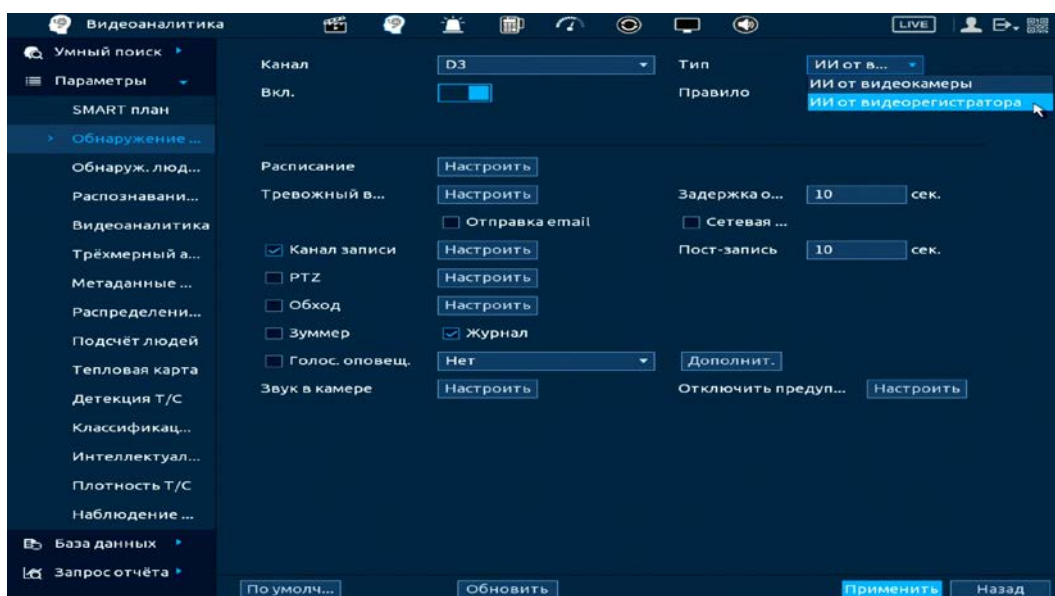 Видеоаналитика LIVE
Умный поиск
Параметры
SMART план
Обнаружение ...
Обнаруж. люд...
Распознавани...
Видеоаналитика
Трёхмерный а...
Метаданные ...
Распределени...
Подсчёт людей
Тепловая карта
Детекция Т/С
Классификац...
Интеллектуал...
Плотность Т/С
Наблюдение ...
База данных
Запрос отчёта
Канал D3 Тип ИИ от в...
ИИ от видеокамеры
Вкл. Правило ИИ от видеорегистратора
Расписание Настроить
Тревожный в... Настроить Задержка о... 10 сек.
Отправка email Сетевая ...
Канал записи Настроить Пост-запись 10 сек.
PTZ Настроить
Обход Настроить
Зуммер Журнал
Голос. оповещ. Нет Дополнит.
Звук в камере Настроить Отключить предуп... Настроить
По умолч... Обновить Применить Назад